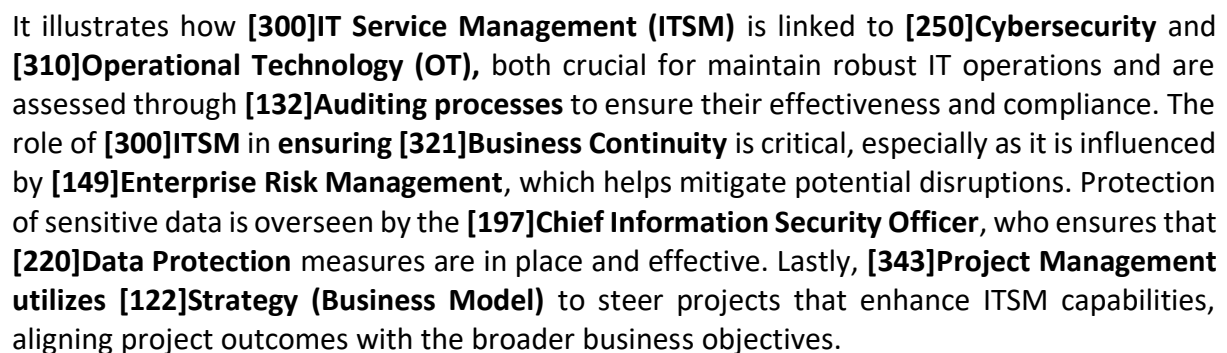 It illustrates how [300]IT Service Management (ITSM) is linked to [250]Cybersecurity and
[310]Operational Technology (OT), both crucial for maintain robust IT operations and are
assessed through [132]Auditing processes to ensure their effectiveness and compliance. The
role of [300]ITSM in ensuring [321]Business Continuity is critical, especially as it is influenced
by [149]Enterprise Risk Management, which helps mitigate potential disruptions. Protection
of sensitive data is overseen by the [197]Chief Information Security Officer, who ensures that
[220]Data Protection measures are in place and effective. Lastly, [343]Project Management
utilizes [122]Strategy (Business Model) to steer projects that enhance ITSM capabilities,
aligning project outcomes with the broader business objectives.